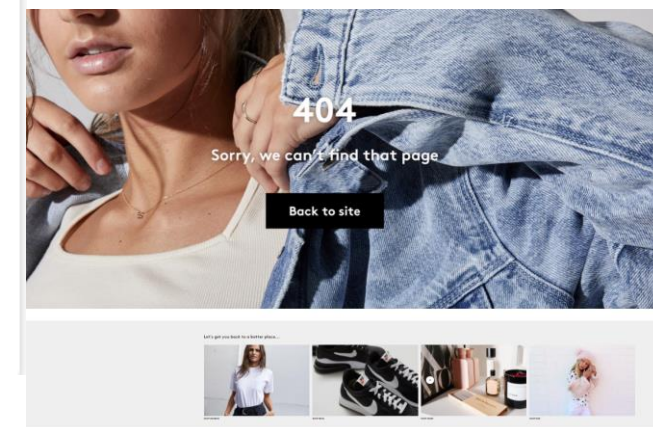 404
Sorry, we can't find that page
Back to site
Let's get you back to a better place...